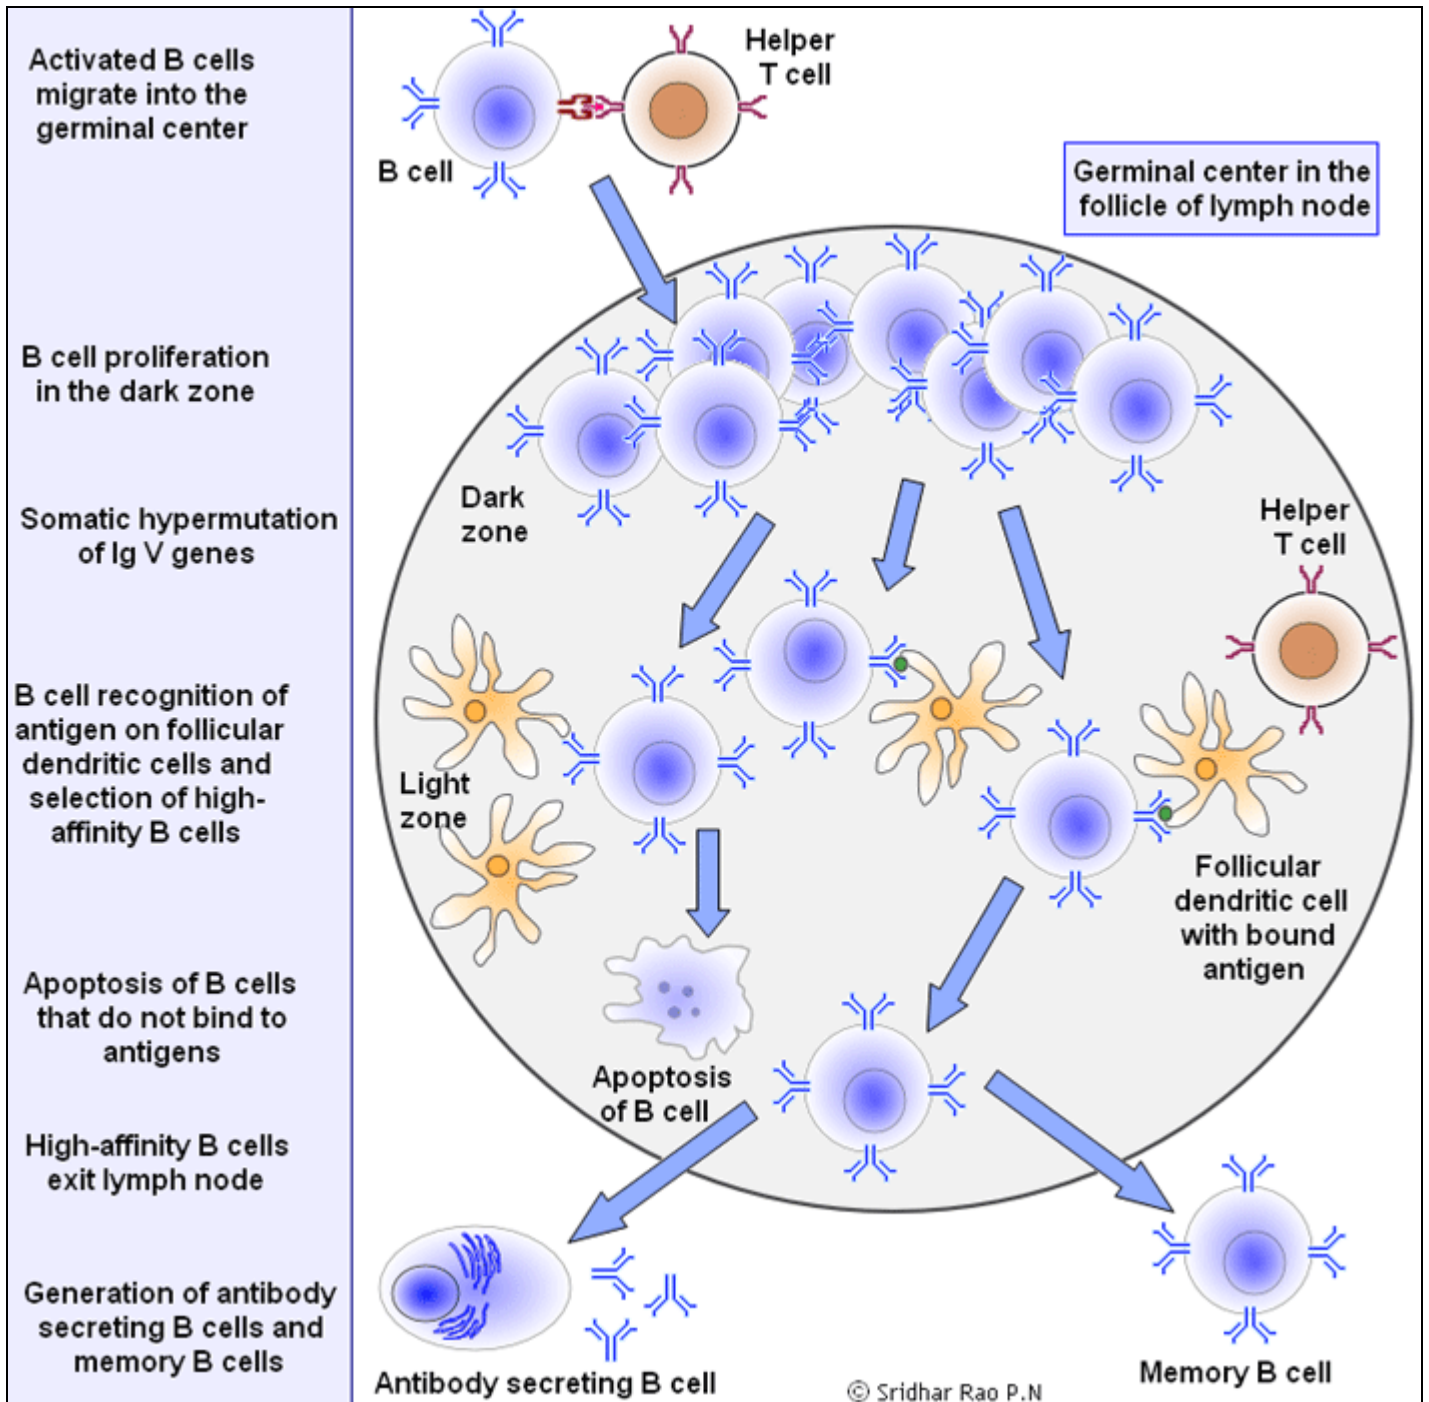 Activated B cells
migrate into the
germinal center
B cell proliferation
in the dark zone
Somatic hypermutation
of Ig V genes
B cell recognition of
antigen on follicular
dendritic cells and
selection of high-
affinity B cells
Apoptosis of B cells
that do not bind to
antigens
High-affinity B cells
exit lymph node
Generation of antibody
secreting B cells and
memory B cells
Helper
T cell
B cell
Germinal center in the
follicle of lymph node
Dark
zone
Helper
T cell
Light
zone
Follicular
dendritic cell
with bound
antigen
Apoptosis
of B cell
Antibody secreting B cell
Memory B cell
© Sridhar Rao P.N